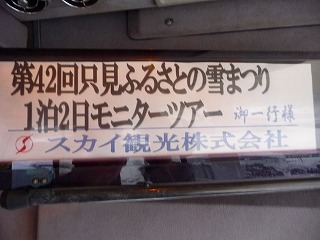 第42回只見ふるさとの雪まつり
1泊2日モニターツアー 御一行様
スカイ観光株式会社